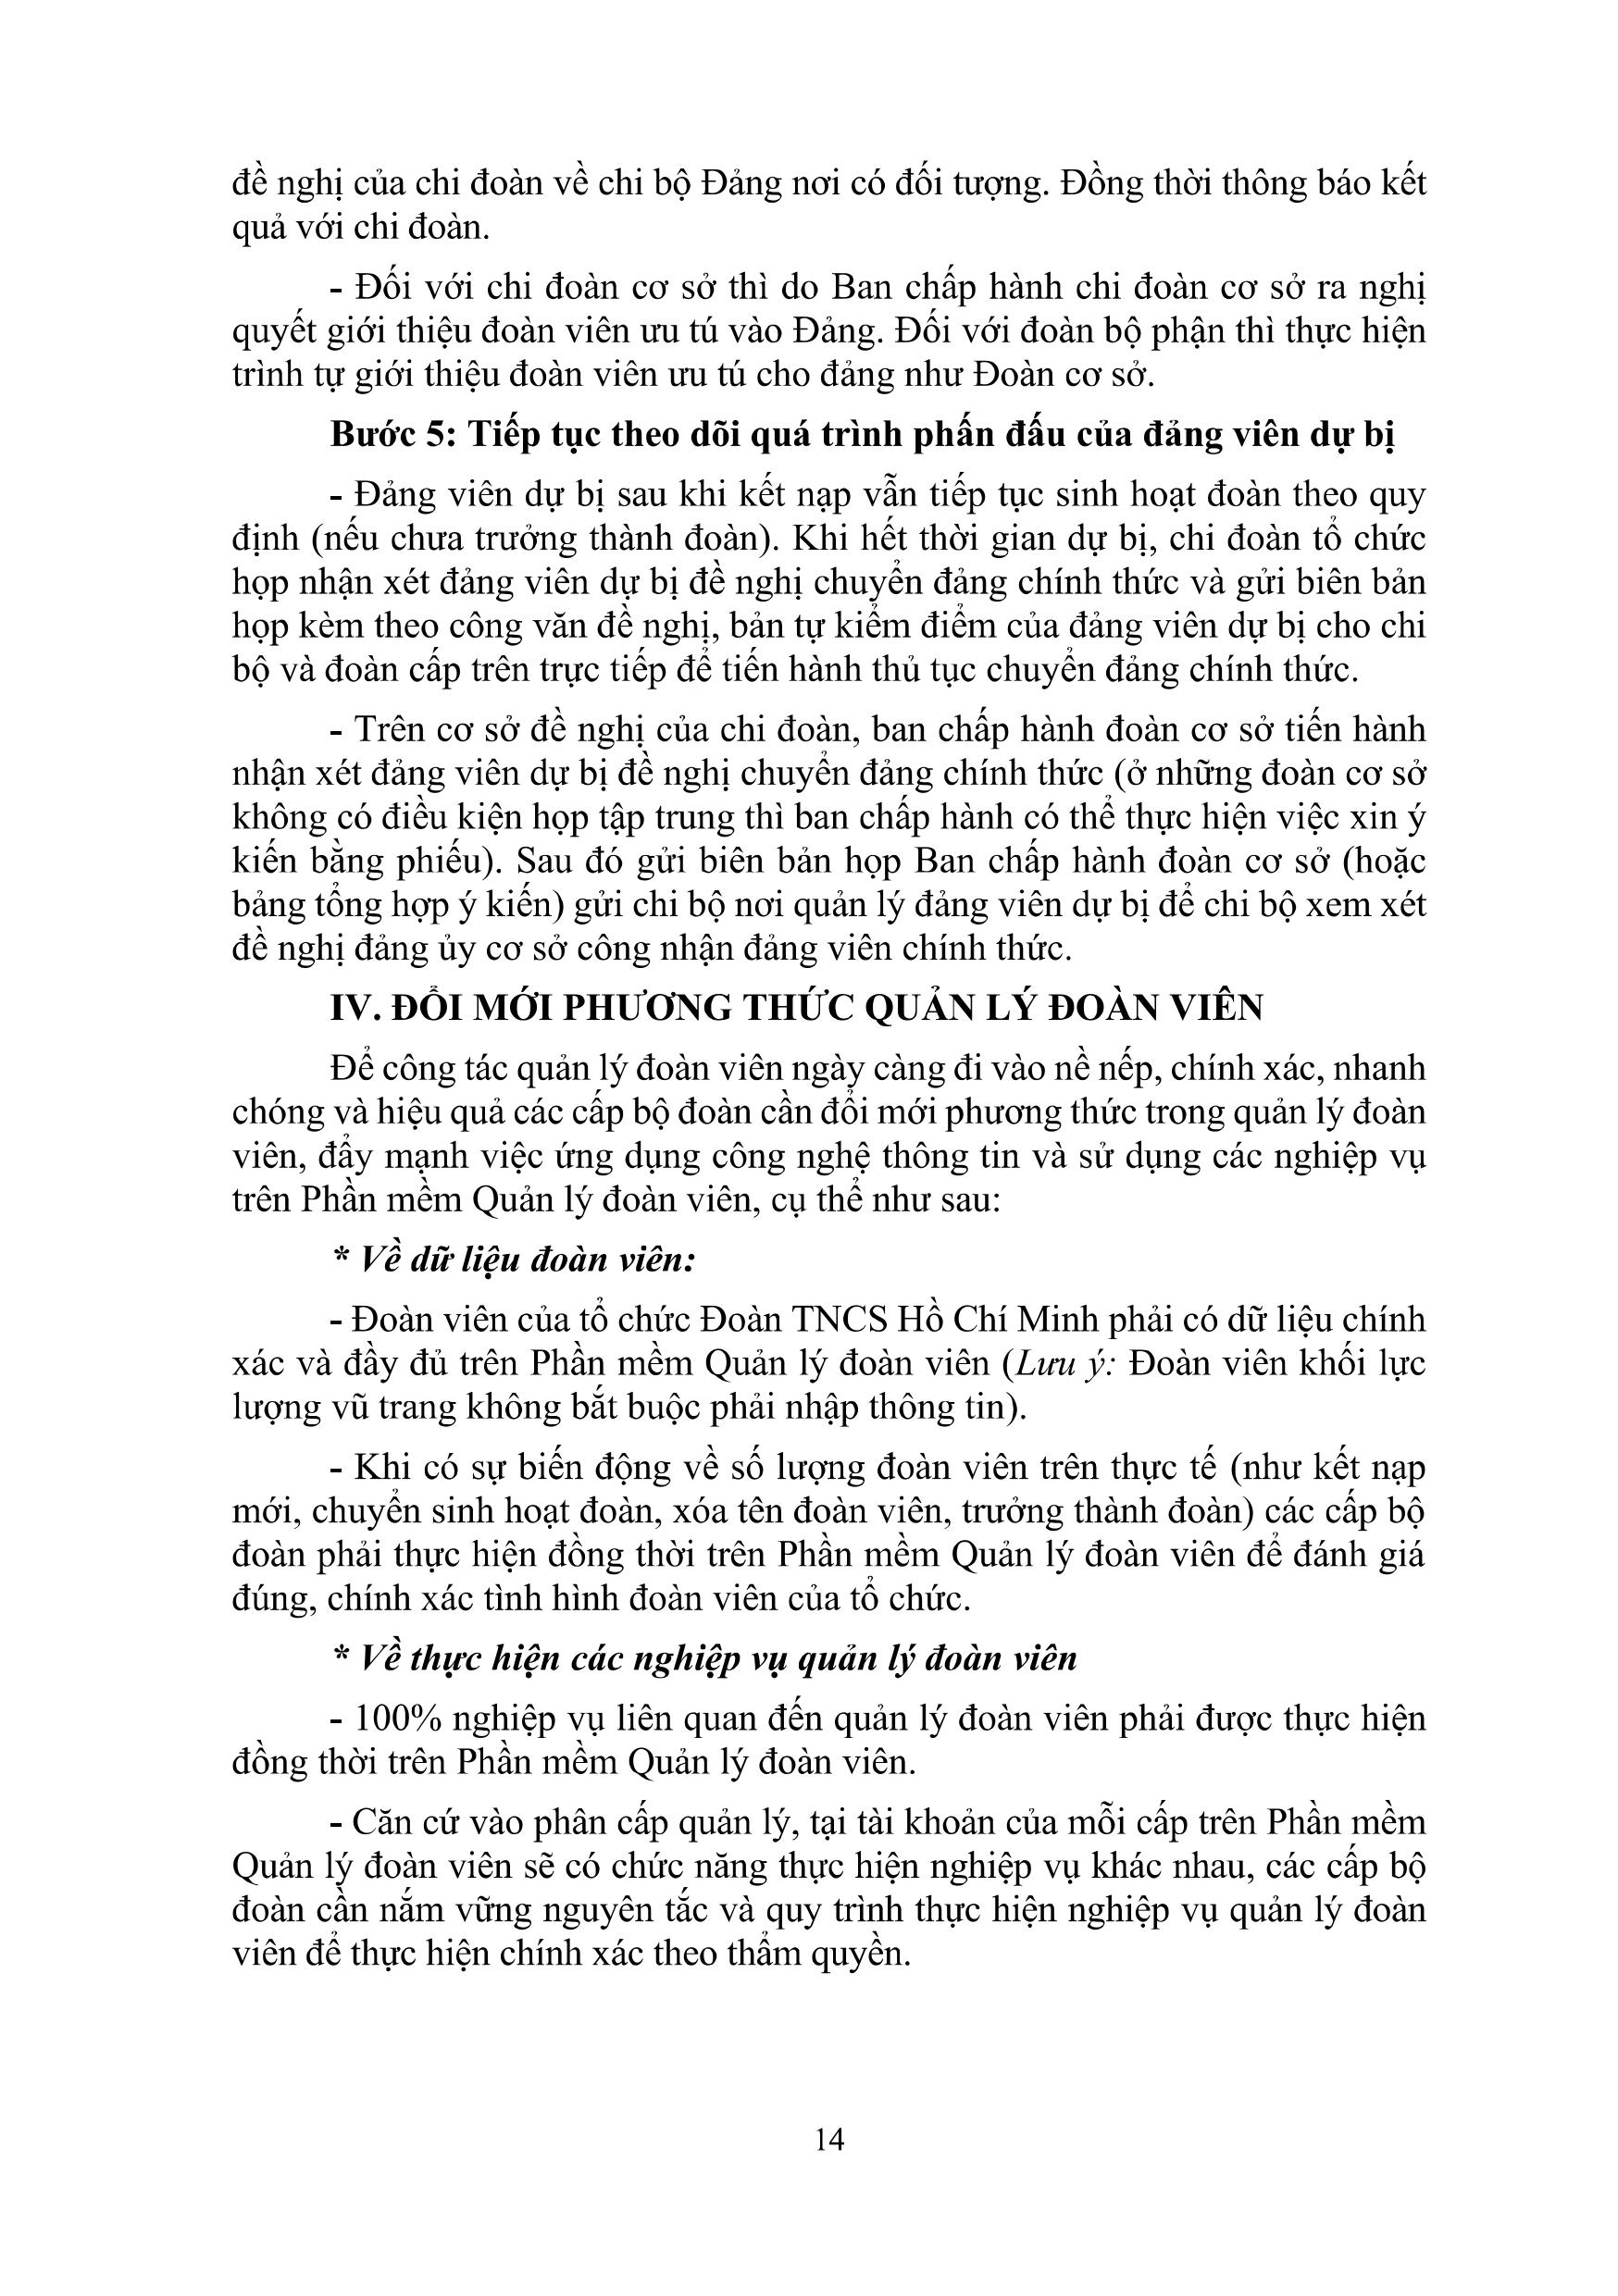 đề nghị của chi đoàn về chi bộ Đảng nơi có đối tượng. Đồng thời thông báo kết
quả với chi đoàn.
- Đối với chi đoàn cơ sở thì do Ban chấp hành chi đoàn cơ sở ra nghị
quyết giới thiệu đoàn viên ưu tú vào Đảng. Đối với đoàn bộ phận thì thực hiện
trình tự giới thiệu đoàn viên ưu tú cho đảng như Đoàn cơ sở.
Bước 5: Tiếp tục theo dõi quá trình phấn đấu của đảng viên dự bị
- Đảng viên dự bị sau khi kết nạp vẫn tiếp tục sinh hoạt đoàn theo quy
định (nếu chưa trưởng thành đoàn). Khi hết thời gian dự bị, chi đoàn tổ chức
họp nhận xét đảng viên dự bị đề nghị chuyển đảng chính thức và gửi biên bản
họp kèm theo công văn đề nghị, bản tự kiểm điểm của đảng viên dự bị cho chi
bộ và đoàn cấp trên trực tiếp để tiến hành thủ tục chuyển đảng chính thức.
- Trên cơ sở đề nghị của chi đoàn, ban chấp hành đoàn cơ sở tiến hành
nhận xét đảng viên dự bị đề nghị chuyển đảng chính thức (ở những đoàn cơ sở
không có điều kiện họp tập trung thì ban chấp hành có thể thực hiện việc xin ý
kiến bằng phiếu). Sau đó gửi biên bản họp Ban chấp hành đoàn cơ sở (hoặc
bảng tổng hợp ý kiến) gửi chi bộ nơi quản lý đảng viên dự bị để chi bộ xem xét
đề nghị đảng ủy cơ sở công nhận đảng viên chính thức.
IV. ĐỔI MỚI PHƯƠNG THỨC QUẢN LÝ ĐOÀN VIÊN
Để công tác quản lý đoàn viên ngày càng đi vào nề nếp, chính xác, nhanh
chóng và hiệu quả các cấp bộ đoàn cần đổi mới phương thức trong quản lý đoàn
viên, đẩy mạnh việc ứng dụng công nghệ thông tin và sử dụng các nghiệp vụ
trên Phần mềm Quản lý đoàn viên, cụ thể như sau:
* Về dữ liệu đoàn viên:
- Đoàn viên của tổ chức Đoàn TNCS Hồ Chí Minh phải có dữ liệu chính
xác và đầy đủ trên Phần mềm Quản lý đoàn viên (Lưu ý: Đoàn viên khối lực
lượng vũ trang không bắt buộc phải nhập thông tin).
- Khi có sự biến động về số lượng đoàn viên trên thực tế (như kết nạp
mới, chuyển sinh hoạt đoàn, xóa tên đoàn viên, trưởng thành đoàn) các cấp bộ
đoàn phải thực hiện đồng thời trên Phần mềm Quản lý đoàn viên để đánh giá
đúng, chính xác tình hình đoàn viên của tổ chức.
* Về thực hiện các nghiệp vụ quản lý đoàn viên
- 100% nghiệp vụ liên quan đến quản lý đoàn viên phải được thực hiện
đồng thời trên Phần mềm Quản lý đoàn viên.
- Căn cứ vào phân cấp quản lý, tại tài khoản của mỗi cấp trên Phần mềm
Quản lý đoàn viên sẽ có chức năng thực hiện nghiệp vụ khác nhau, các cấp bộ
đoàn cần nắm vững nguyên tắc và quy trình thực hiện nghiệp vụ quản lý đoàn
viên để thực hiện chính xác theo thẩm quyền.
14